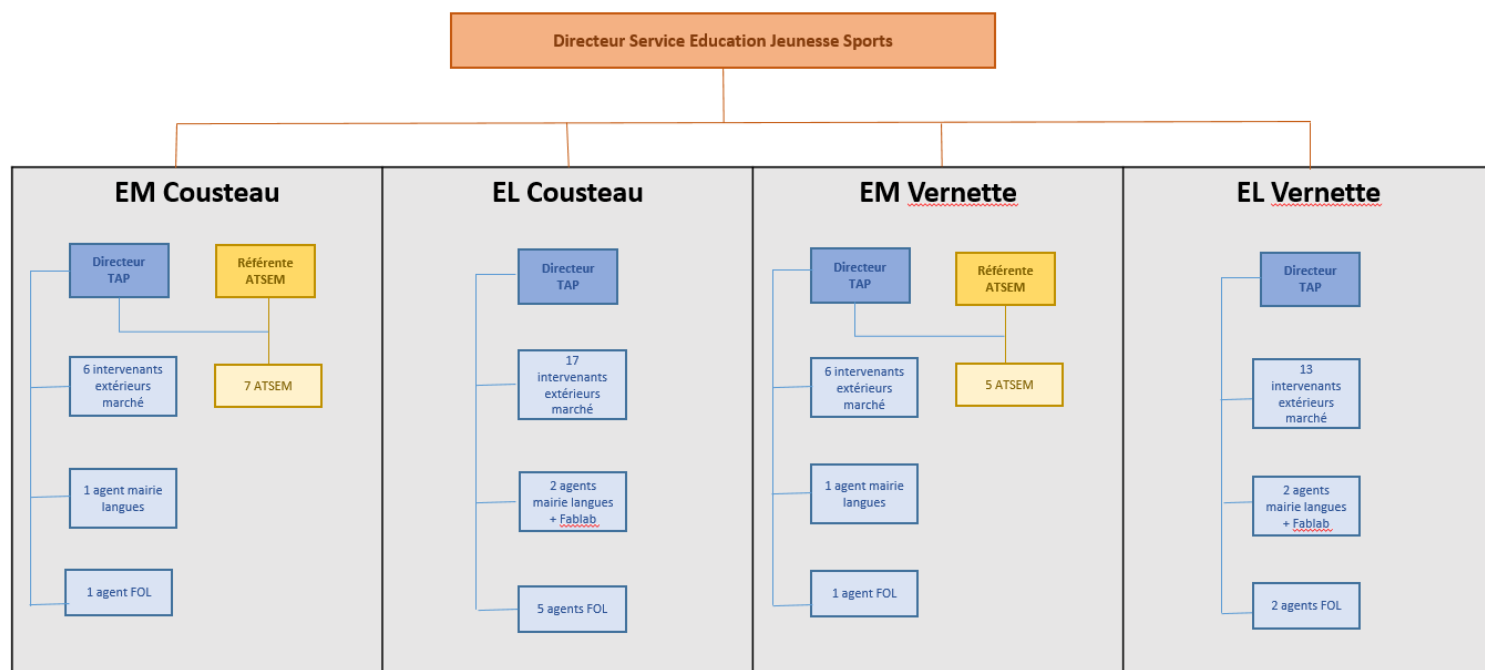 Directeur Service Education Jeunesse Sports
EM Cousteau
Directeur
TAP
Référente
ATSEM
6 intervenants
extérieurs
marché
7 ATSEM
1 agent mairie
langues
1 agent FOL
EL Cousteau
Directeur
TAP
17
intervenants
extérieurs
marché
2 agents
mairie langues
+ Fablab
5 agents FOL
EM Vernette
Directeur
TAP
Référente
ATSEM
6 intervenants
extérieurs
marché
5 ATSEM
1 agent mairie
langues
1 agent FOL
EL Vernette
Directeur
TAP
13
intervenants
extérieurs
marché
2 agents
mairie langues
+ Fablab
2 agents FOL